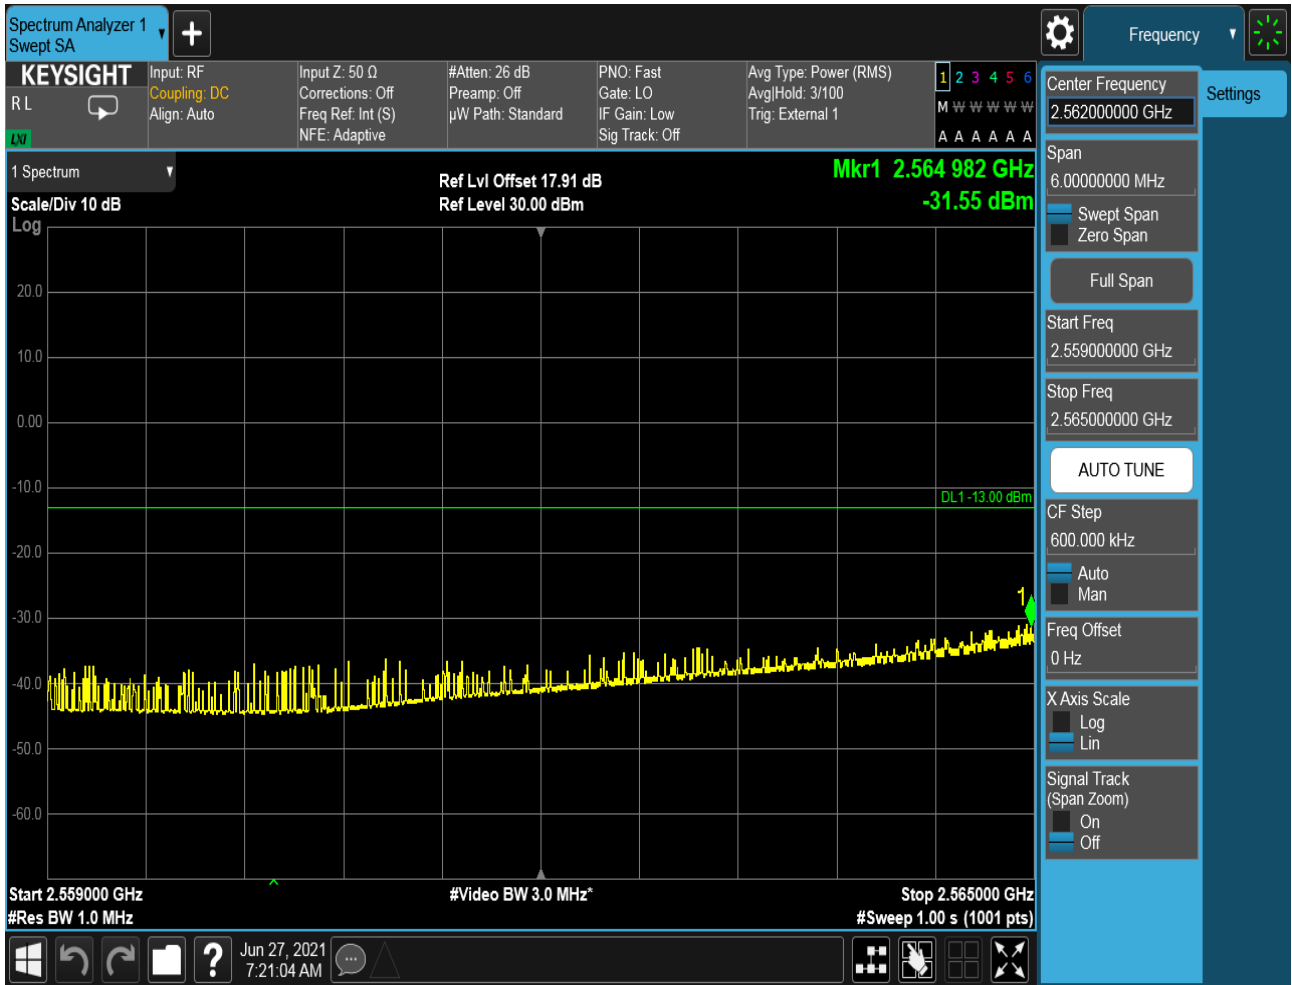 Spectrum Analyzer 1
Swept SA
Frequency
KEYSIGHT
R L
LXI
Input: RF
Coupling: DC
Align: Auto
Input Z: 50 Ω
Corrections: Off
Freq Ref: Int (S)
NFE: Adaptive
#Atten: 26 dB
Preamp: Off
µW Path: Standard
PNO: Fast
Gate: LO
IF Gain: Low
Sig Track: Off
Avg Type: Power (RMS)
Avg|Hold: 3/100
Trig: External 1
1 2 3 4 5 6
M W W W W W
A A A A A A
1 Spectrum
Scale/Div 10 dB
Log
Ref Lvl Offset 17.91 dB
Ref Level 30.00 dBm
Mkr1 2.564 982 GHz
-31.55 dBm
20.0
10.0
0.00
-10.0
DL1 -13.00 dBm
-20.0
-30.0
1
-40.0
-50.0
-60.0
Start 2.559000 GHz
#Res BW 1.0 MHz
#Video BW 3.0 MHz*
Stop 2.565000 GHz
#Sweep 1.00 s (1001 pts)
Center Frequency
2.562000000 GHz
Span
6.00000000 MHz
Swept Span
Zero Span
Full Span
Start Freq
2.559000000 GHz
Stop Freq
2.565000000 GHz
AUTO TUNE
CF Step
600.000 kHz
Auto
Man
Freq Offset
0 Hz
X Axis Scale
Log
Lin
Signal Track
(Span Zoom)
On
Off
Settings
?
Jun 27, 2021
7:21:04 AM